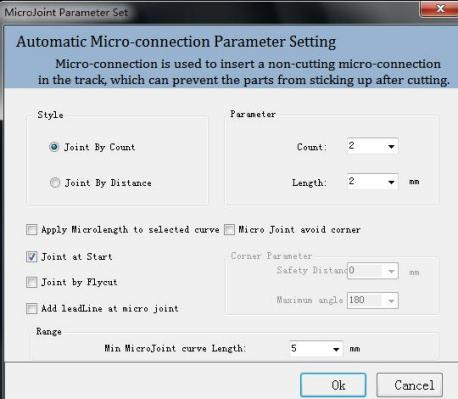 MicroJoint Parameter Set
Automatic Micro-connection Parameter Setting
Micro-connection is used to insert a non-cutting micro-connection
in the track, which can prevent the parts from sticking up after cutting.
Style
Parameter
Joint By Count
Count: 2
Joint By Distance
Length: 2 mm
Apply Microlength to selected curve Micro Joint avoid corner
Joint at Start
Corner Parameter
Safety Distanc 0 mm
Joint by Flycut
Maximum angle 180
Add leadLine at micro joint
Range
Min MicroJoint curve Length: 5 mm
Ok Cancel